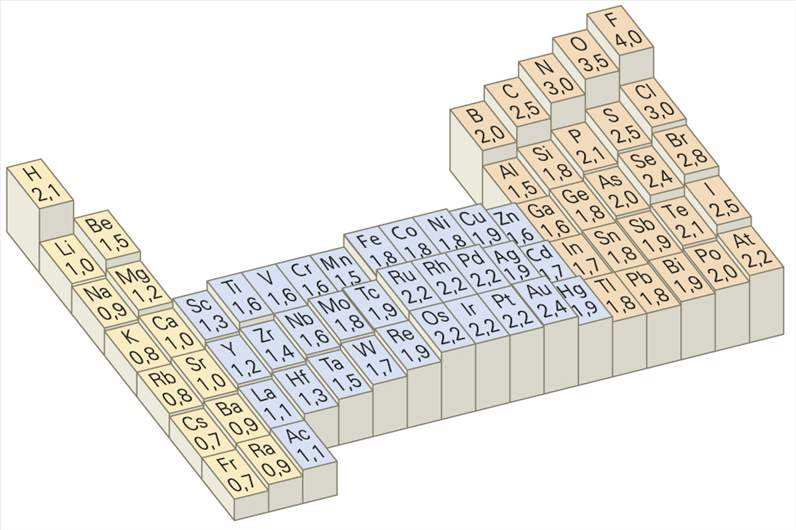 F
4,0
O
3,5
N
3,0
C
2,5
B
2,0
Cl
3,0
S
2,5
P
2,1
Si
1,8
Al
1,5
Br
2,8
Se
2,4
As
2,0
Ge
1,8
Ga
1,6
I
2,5
Te
2,1
Sb
1,9
Sn
1,8
In
1,7
At
2,2
Po
2,0
Bi
1,9
Pb
1,8
Tl
1,8
H
2,1
Be
1,5
Li
1,0
Mg
1,2
Na
0,9
K
0,8
Ca
1,0
Sc
1,3
Ti
1,6
V
1,6
Cr
1,6
Mn
1,5
Fe
1,8
Co
1,8
Ni
1,8
Cu
1,9
Zn
1,6
Rb
0,8
Sr
1,0
Y
1,2
Zr
1,4
Nb
1,6
Mo
1,8
Tc
1,9
Ru
2,2
Rh
2,2
Pd
2,2
Ag
1,9
Cd
1,7
Cs
0,7
Ba
0,9
La
1,1
Hf
1,3
Ta
1,5
W
1,7
Re
1,9
Os
2,2
Ir
2,2
Pt
2,2
Au
2,4
Hg
1,9
Fr
0,7
Ra
0,9
Ac
1,1